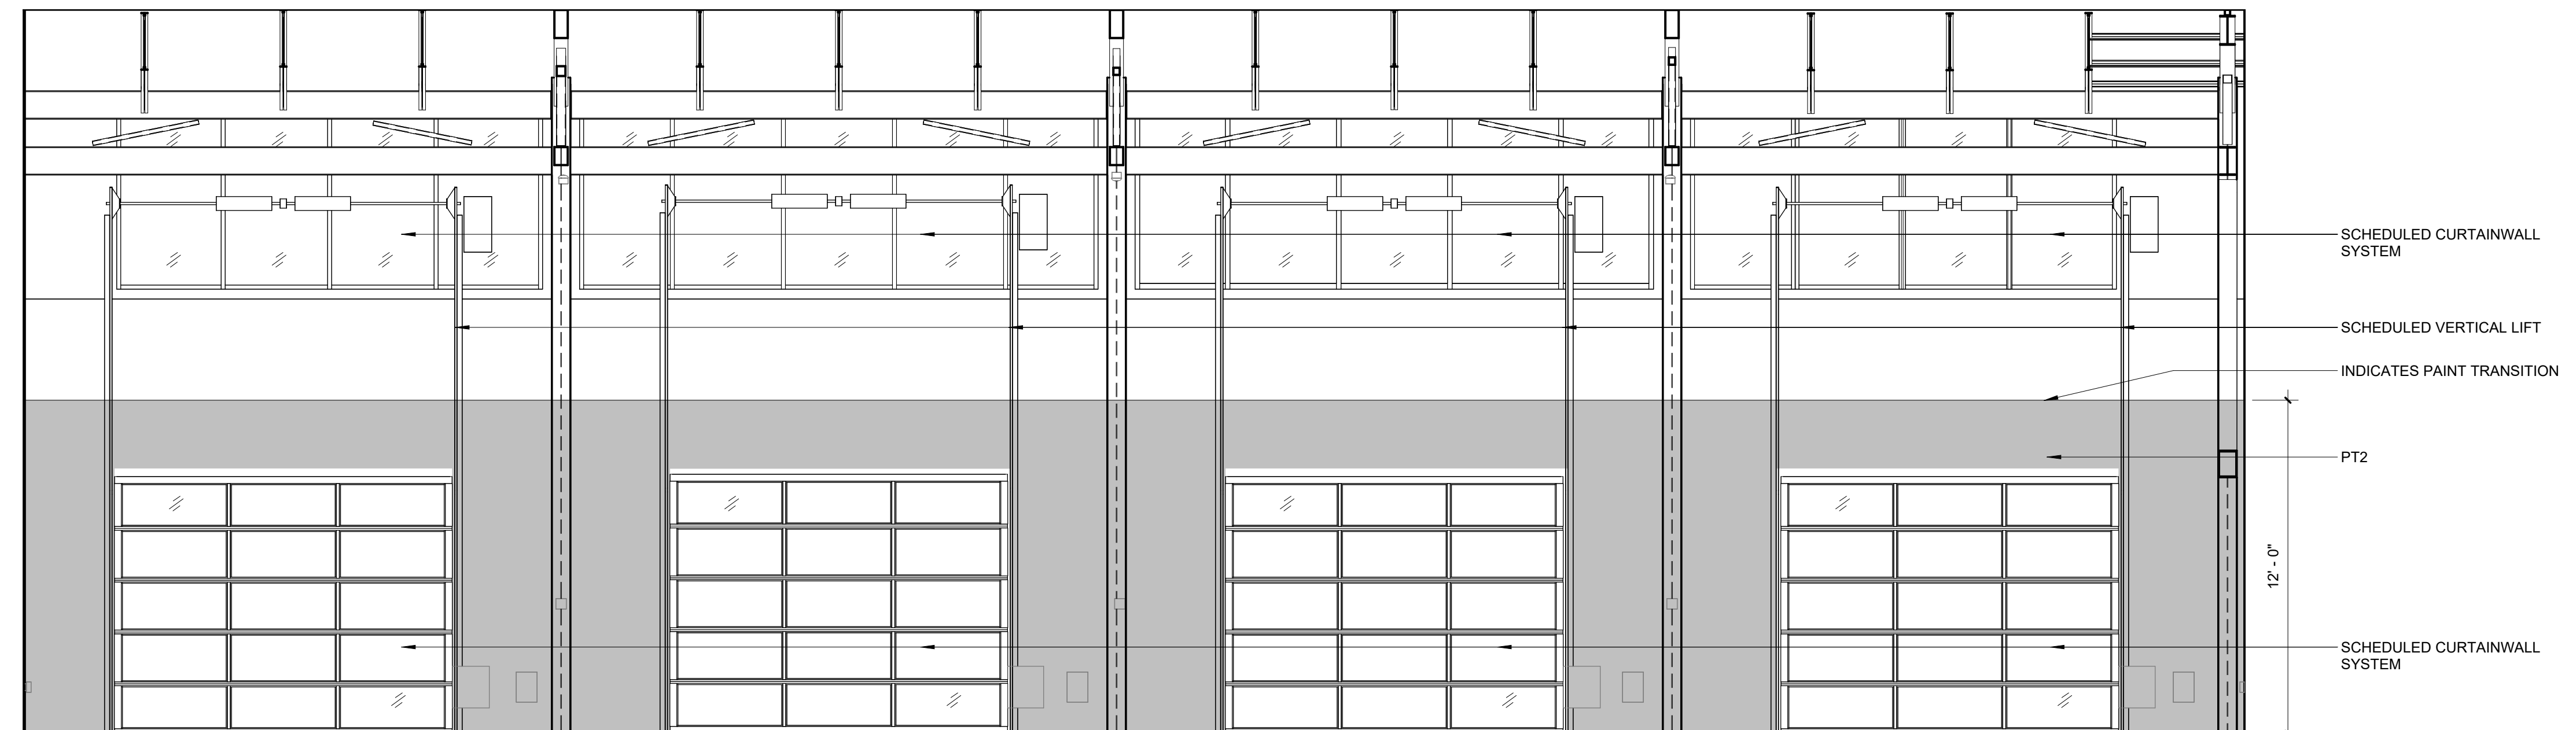 SCHEDULED CURTAINWALL
SYSTEM
SCHEDULED VERTICAL LIFT
INDICATES PAINT TRANSITION
PT2
12' - 0"
SCHEDULED CURTAINWALL
SYSTEM